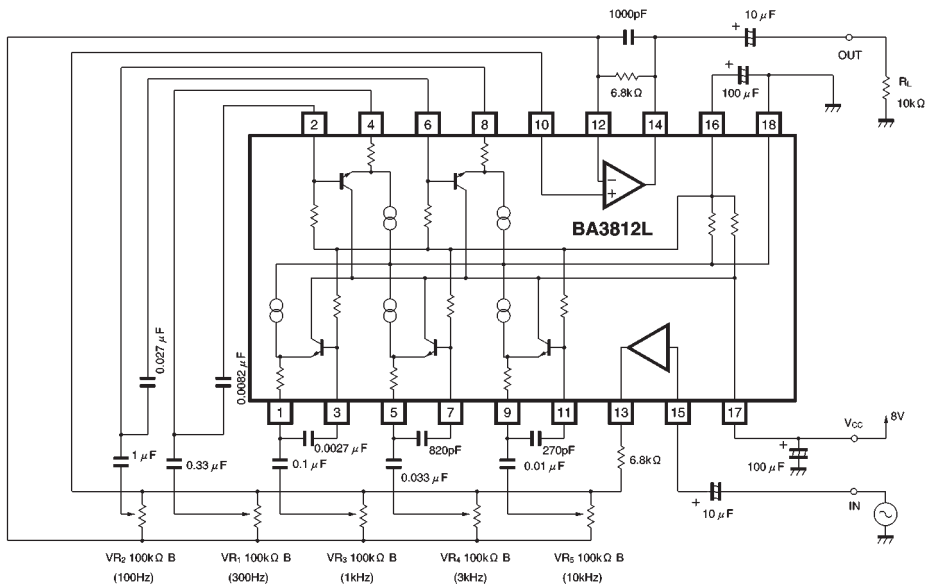 1000pF
10 μF
+
OUT
+
6.8kΩ
100 μF
RL
10kΩ
2 4 6 8 10 12 14 16 18
−
+
BA3812L
0.027 μF
0.0082 μF
1 3 5 7 9 11 13 15 17
VCC
8V
0.0027 μF
820pF
270pF
+
1 μF
0.33 μF
0.1 μF
0.033 μF
0.01 μF
6.8kΩ
100 μF
+
10 μF
IN
VR2 100kΩ B
(100Hz)
VR1 100kΩ B
(300Hz)
VR3 100kΩ B
(1kHz)
VR4 100kΩ B
(3kHz)
VR5 100kΩ B
(10kHz)